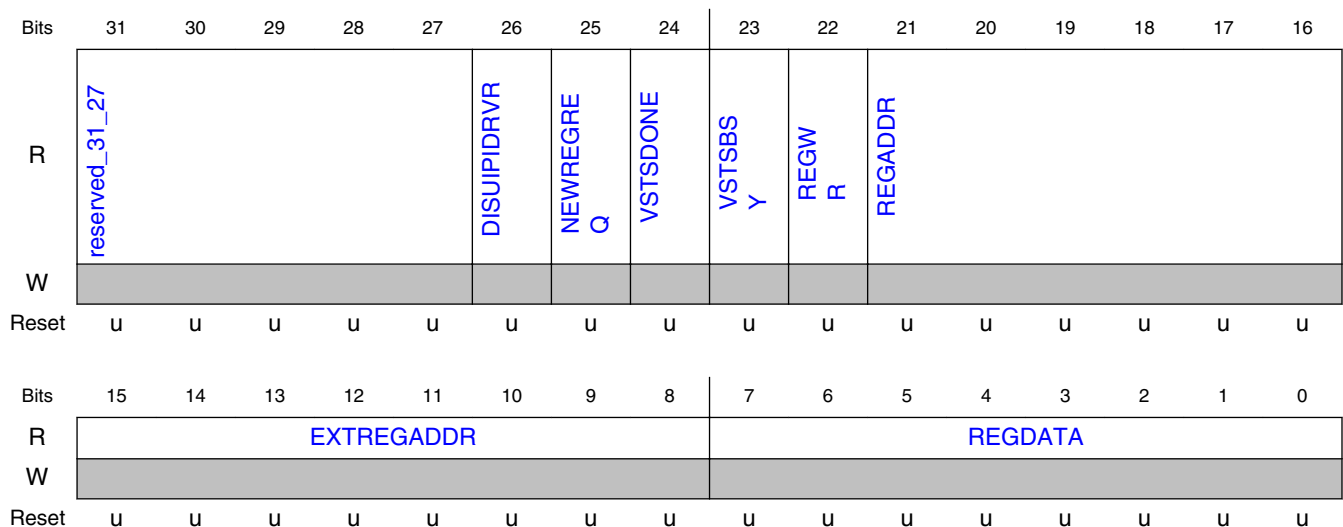 Bits 31 30 29 28 27 26 25 24 23 22 21 20 19 18 17 16
R reserved_31_27 DISUIPIDRVR NEWREGRE
Q VSTSDONE VSTSBS
Y REGW
R REGADDR
W
Reset u u u u u u u u u u u u u u u u
Bits 15 14 13 12 11 10 9 8 7 6 5 4 3 2 1 0
R EXTREGADDR REGDATA
W
Reset u u u u u u u u u u u u u u u u